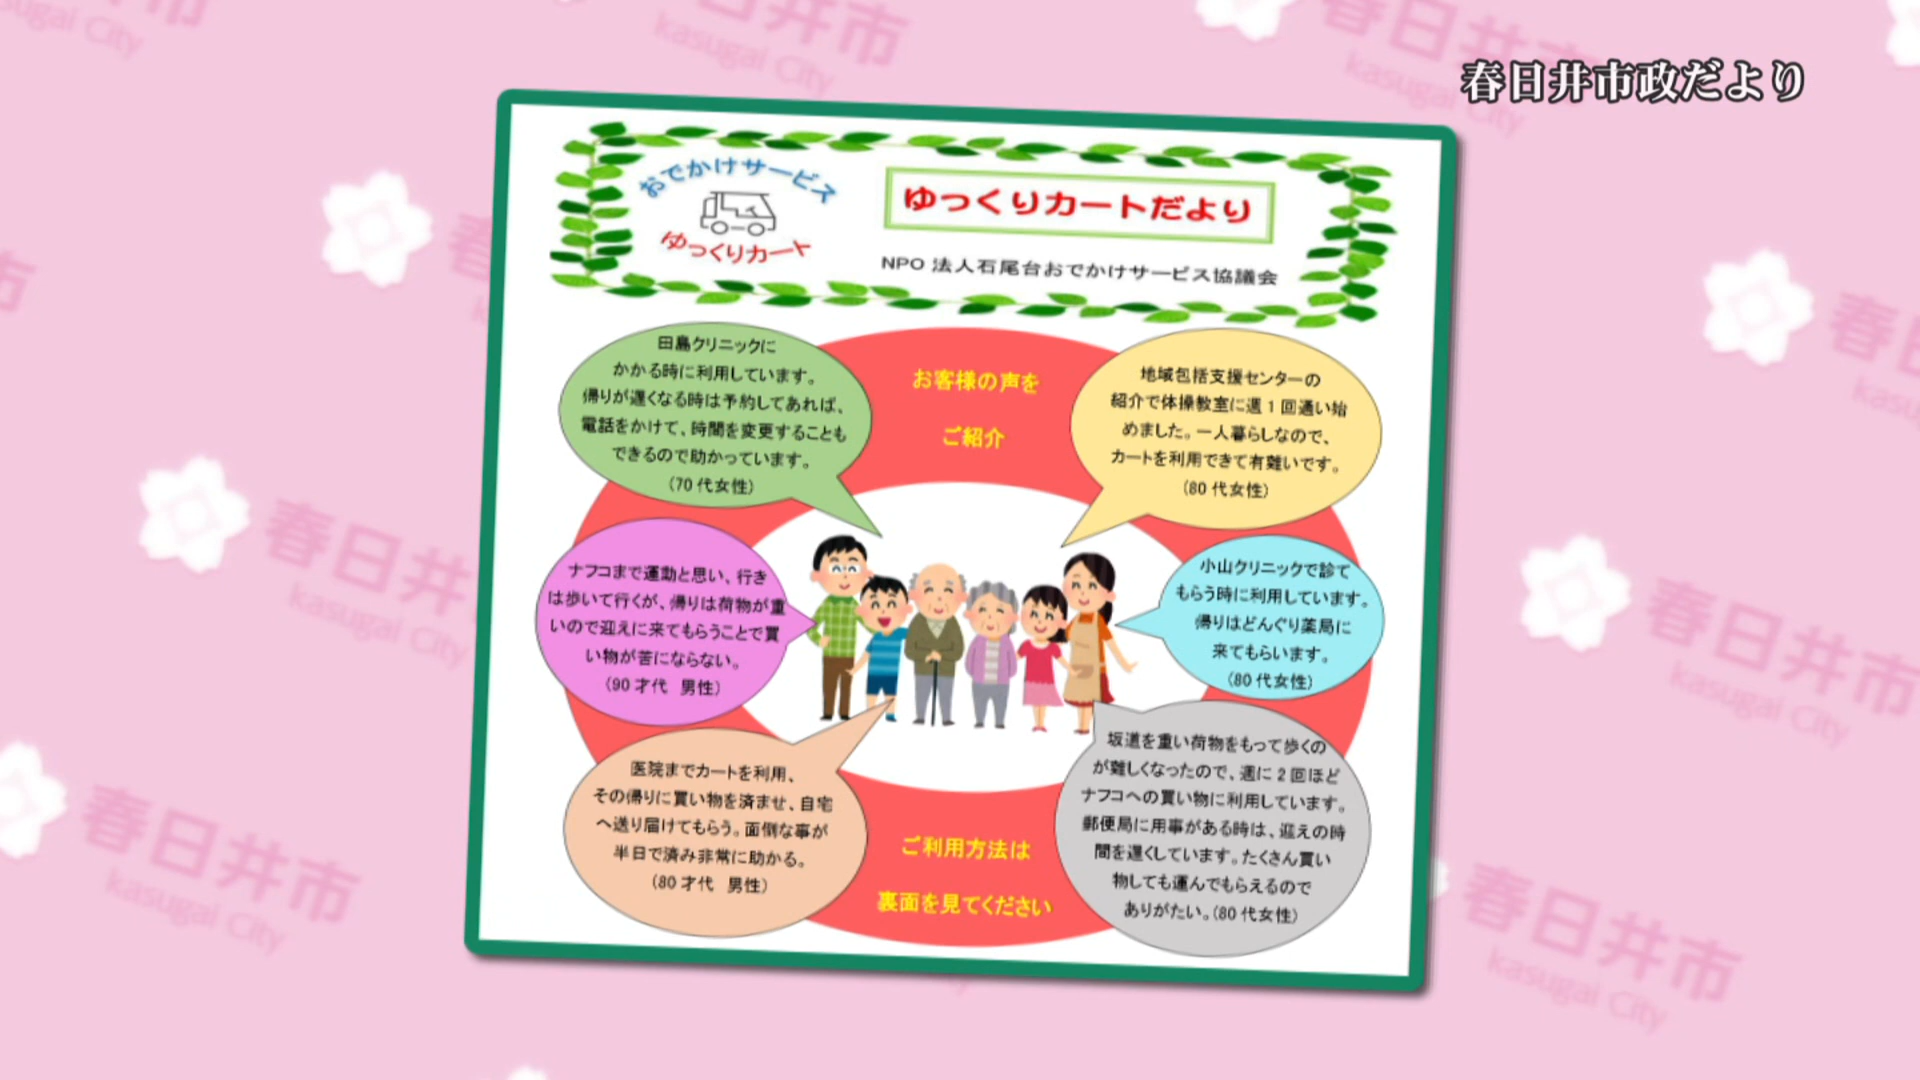 春日井市政だより
おでかけサービス
ゆっくりカート
ゆっくりカートだより
NPO 法人石尾台おでかけサービス協議会
お客様の声を
ご紹介
田島クリニックに
かかる時に利用しています。
帰りが遅くなる時は予約してあれば、
電話をかけて、時間を変更することも
できるので助かっています。
(70 代女性)
地域包括支援センターの
紹介で体操教室に週 1 回通い始
めました。一人暮らしなので、
カートを利用できて有難いです。
(80 代女性)
ナフコまで運動と思い、行き
は歩いて行くが、帰りは荷物が重
いので迎えに来てもらうことで買
い物が苦にならない。
(90 才代 男性)
小山クリニックで診て
もらう時に利用しています。
帰りはどんぐり薬局に
来てもらいます。
(80 代女性)
医院までカートを利用、
その帰りに買い物を済ませ、自宅
へ送り届けてもらう。面倒な事が
半日で済み非常に助かる。
(80 才代 男性)
坂道を重い荷物をもって歩くの
が難しくなったので、週に 2 回ほど
ナフコへの買い物に利用しています。
郵便局に用事がある時は、迎えの時
間を遅くしています。たくさん買い
物しても運んでもらえるので
ありがたい。(80 代女性)
ご利用方法は
裏面を見てください
春日井市
kasugai City